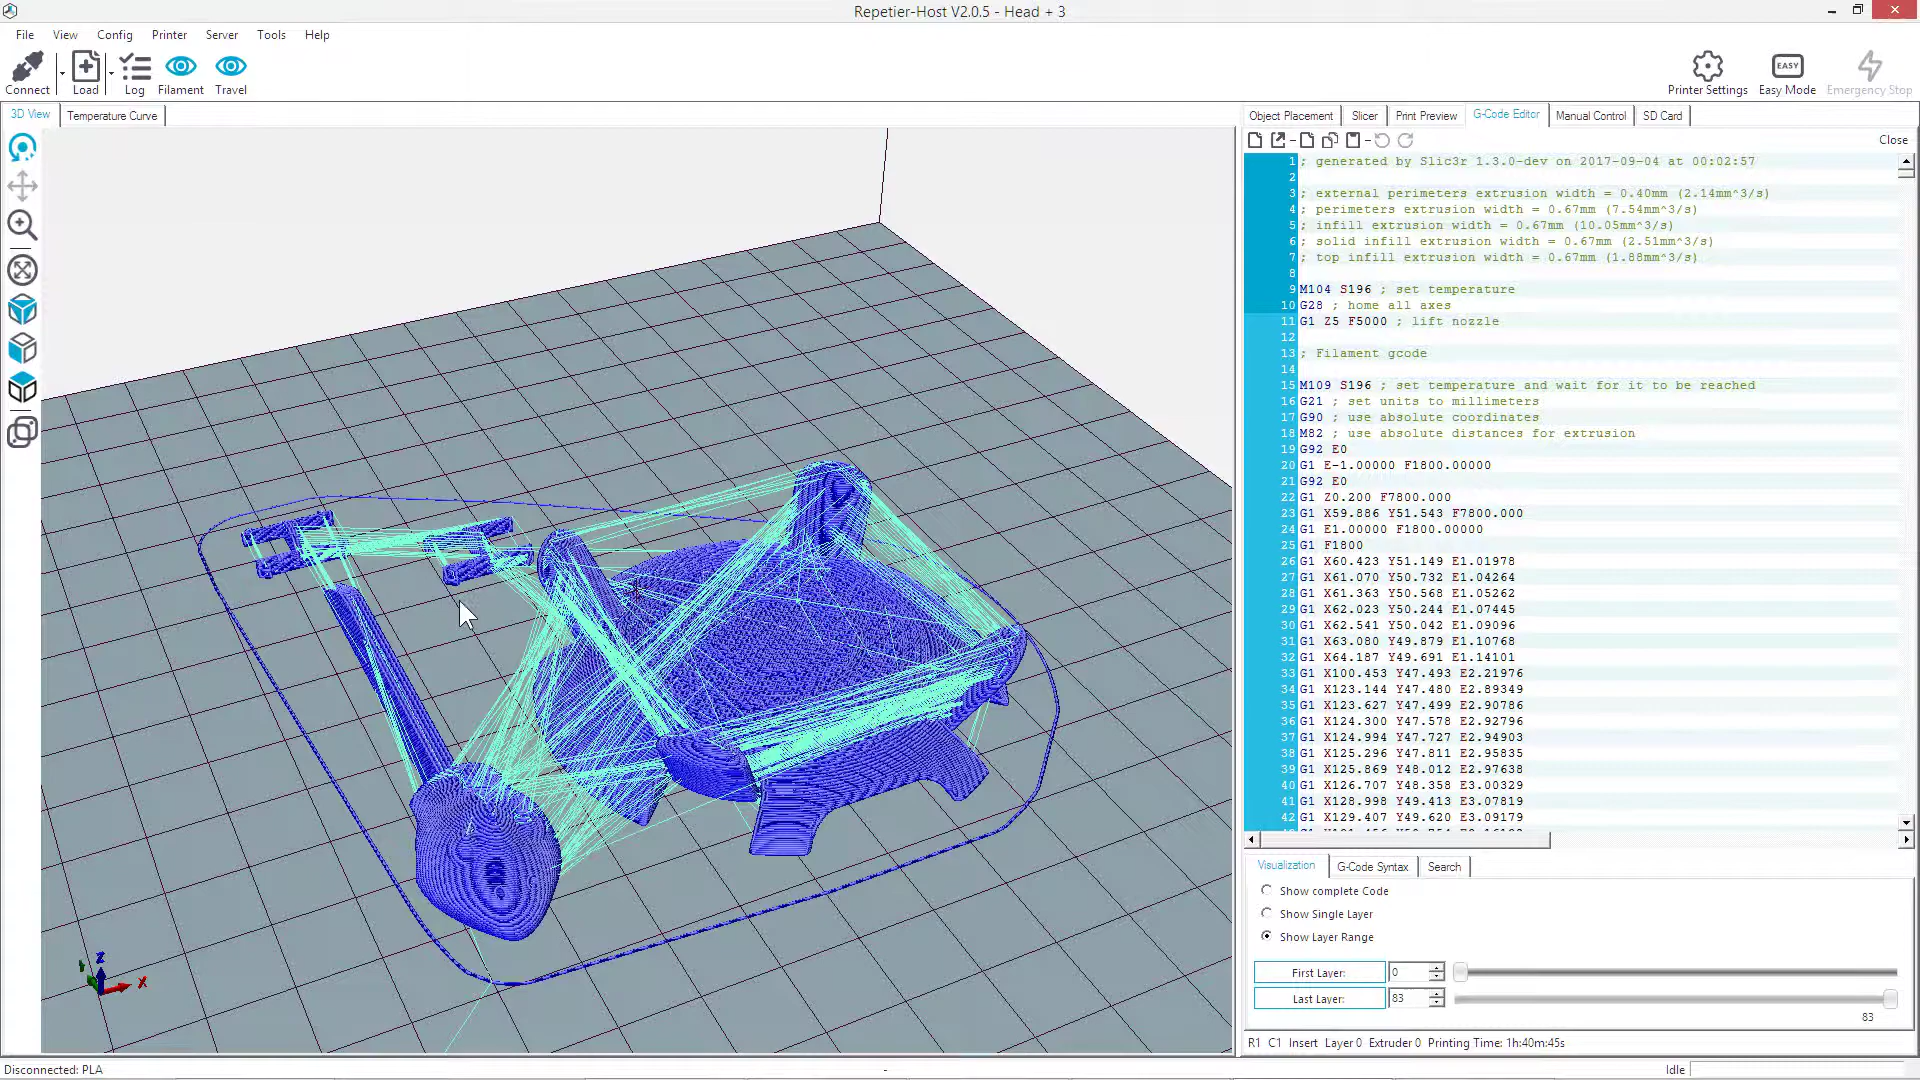 Repetier-Host V2.0.5 - Head + 3
File View Config Printer Server Tools Help
Connect Load Log Filament Travel
Printer Settings Easy Mode Emergency Stop
EASY
3D View Temperature Curve
Object Placement Slicer Print Preview G-Code Editor Manual Control SD Card
Close
1 ; generated by Slic3r 1.3.0-dev on 2017-09-04 at 00:02:57
2
3 ; external perimeters extrusion width = 0.40mm (2.14mm^3/s)
4 ; perimeters extrusion width = 0.67mm (7.54mm^3/s)
5 ; infill extrusion width = 0.67mm (10.05mm^3/s)
6 ; solid infill extrusion width = 0.67mm (2.51mm^3/s)
7 ; top infill extrusion width = 0.67mm (1.88mm^3/s)
8
9 M104 S196 ; set temperature
10 G28 ; home all axes
11 G1 Z5 F5000 ; lift nozzle
12
13 ; Filament gcode
14
15 M109 S196 ; set temperature and wait for it to be reached
16 G21 ; set units to millimeters
17 G90 ; use absolute coordinates
18 M82 ; use absolute distances for extrusion
19 G92 E0
20 G1 E-1.00000 F1800.00000
21 G92 E0
22 G1 Z0.200 F7800.000
23 G1 X59.886 Y51.543 F7800.000
24 G1 E1.00000 F1800.00000
25 G1 F1800
26 G1 X60.423 Y51.149 E1.01978
27 G1 X61.070 Y50.732 E1.04264
28 G1 X61.363 Y50.568 E1.05262
29 G1 X62.023 Y50.244 E1.07445
30 G1 X62.541 Y50.042 E1.09096
31 G1 X63.080 Y49.879 E1.10768
32 G1 X64.187 Y49.691 E1.14101
33 G1 X100.453 Y47.493 E2.21976
34 G1 X123.144 Y47.480 E2.89349
35 G1 X123.627 Y47.499 E2.90786
36 G1 X124.300 Y47.578 E2.92796
37 G1 X124.994 Y47.727 E2.94903
38 G1 X125.296 Y47.811 E2.95835
39 G1 X125.869 Y48.012 E2.97638
40 G1 X126.707 Y48.358 E3.00329
41 G1 X128.998 Y49.413 E3.07819
42 G1 X129.407 Y49.620 E3.09179
Visualization G-Code Syntax Search
Show complete Code
Show Single Layer
Show Layer Range
First Layer: 0
Last Layer: 83
83
R1 C1 Insert Layer 0 Extruder 0 Printing Time: 1h:40m:45s
Z
X
Disconnected: PLA - Idle